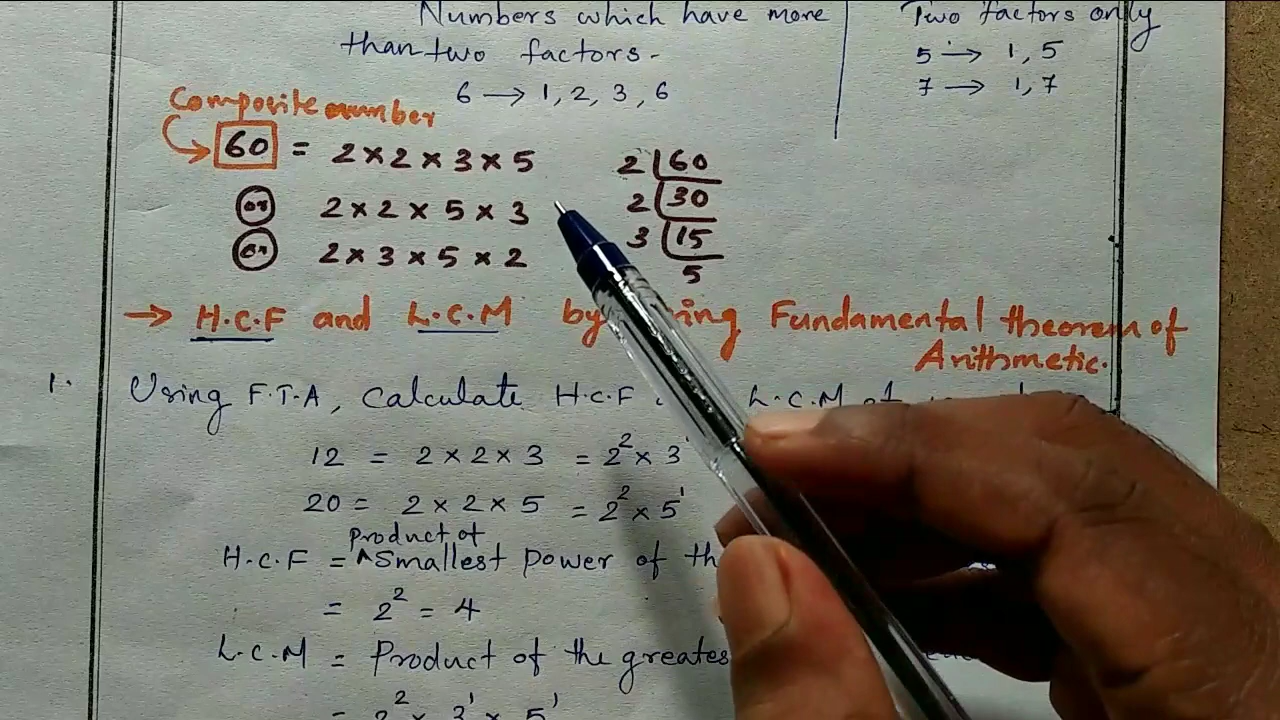 Numbers which have more
than two factors-
6 → 1, 2, 3, 6
Two factors only
5 → 1, 5
7 → 1, 7
Composite number
60 = 2×2×3×5
or 2×2×5×3
or 2×3×5×2
2 60
2 30
3 15
5
→ H.C.F and L.C.M by Fundamental theorem of
Arithmetic.
1. Using F.T.A, Calculate H.C.F L.C.M of
12 = 2×2×3 = 2²×3¹
20 = 2×2×5 = 2²×5¹
Product of
H.C.F = ^Smallest power of
= 2² = 4
L.C.M = Product of the
= 2² × 3¹ × 5¹